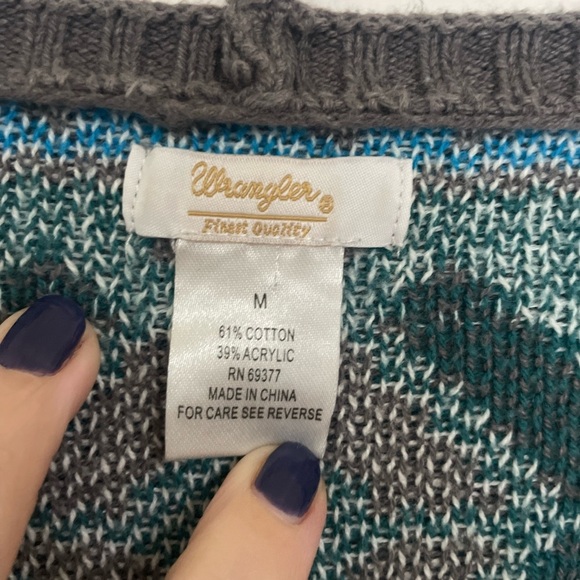 Wrangler®
Finest Quality
M
61% COTTON
39% ACRYLIC
RN 69377
MADE IN CHINA
FOR CARE SEE REVERSE